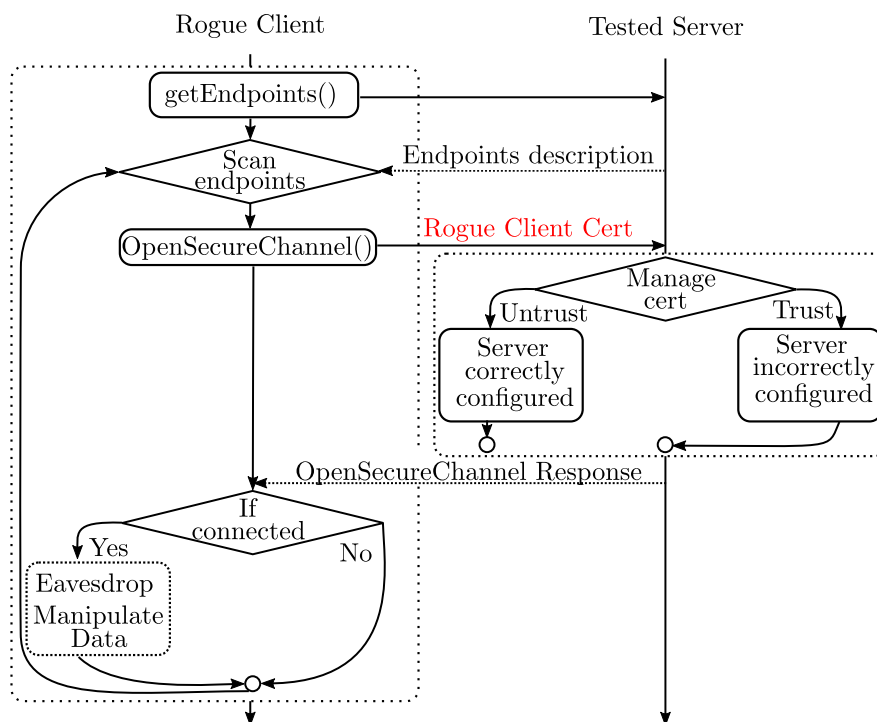 Rogue Client
Tested Server
getEndpoints()
Scan
endpoints
Endpoints description
OpenSecureChannel()
Rogue Client Cert
Manage
cert
Untrust
Trust
Server
correctly
configured
Server
incorrectly
configured
OpenSecureChannel Response
If
connected
Yes
No
Eavesdrop
Manipulate
Data